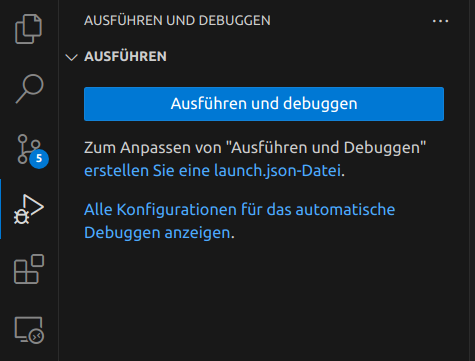 AUSFÜHREN UND DEBUGGEN
AUSFÜHREN
Ausführen und debuggen
Zum Anpassen von "Ausführen und Debuggen"
erstellen Sie eine launch.json-Datei.
5
Alle Konfigurationen für das automatische
Debuggen anzeigen.